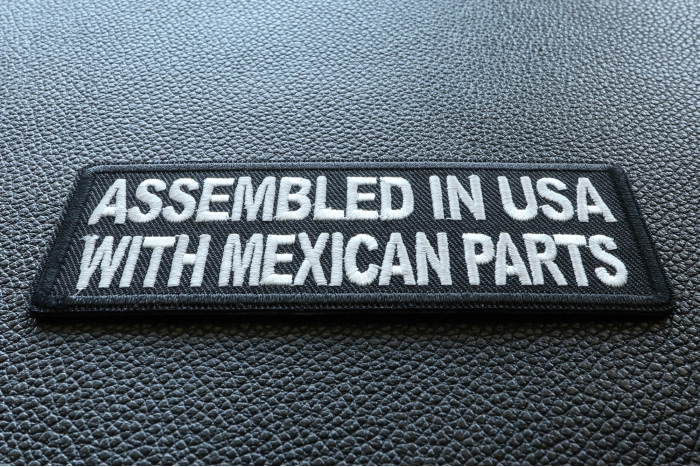 ASSEMBLED IN USA
WITH MEXICAN PARTS